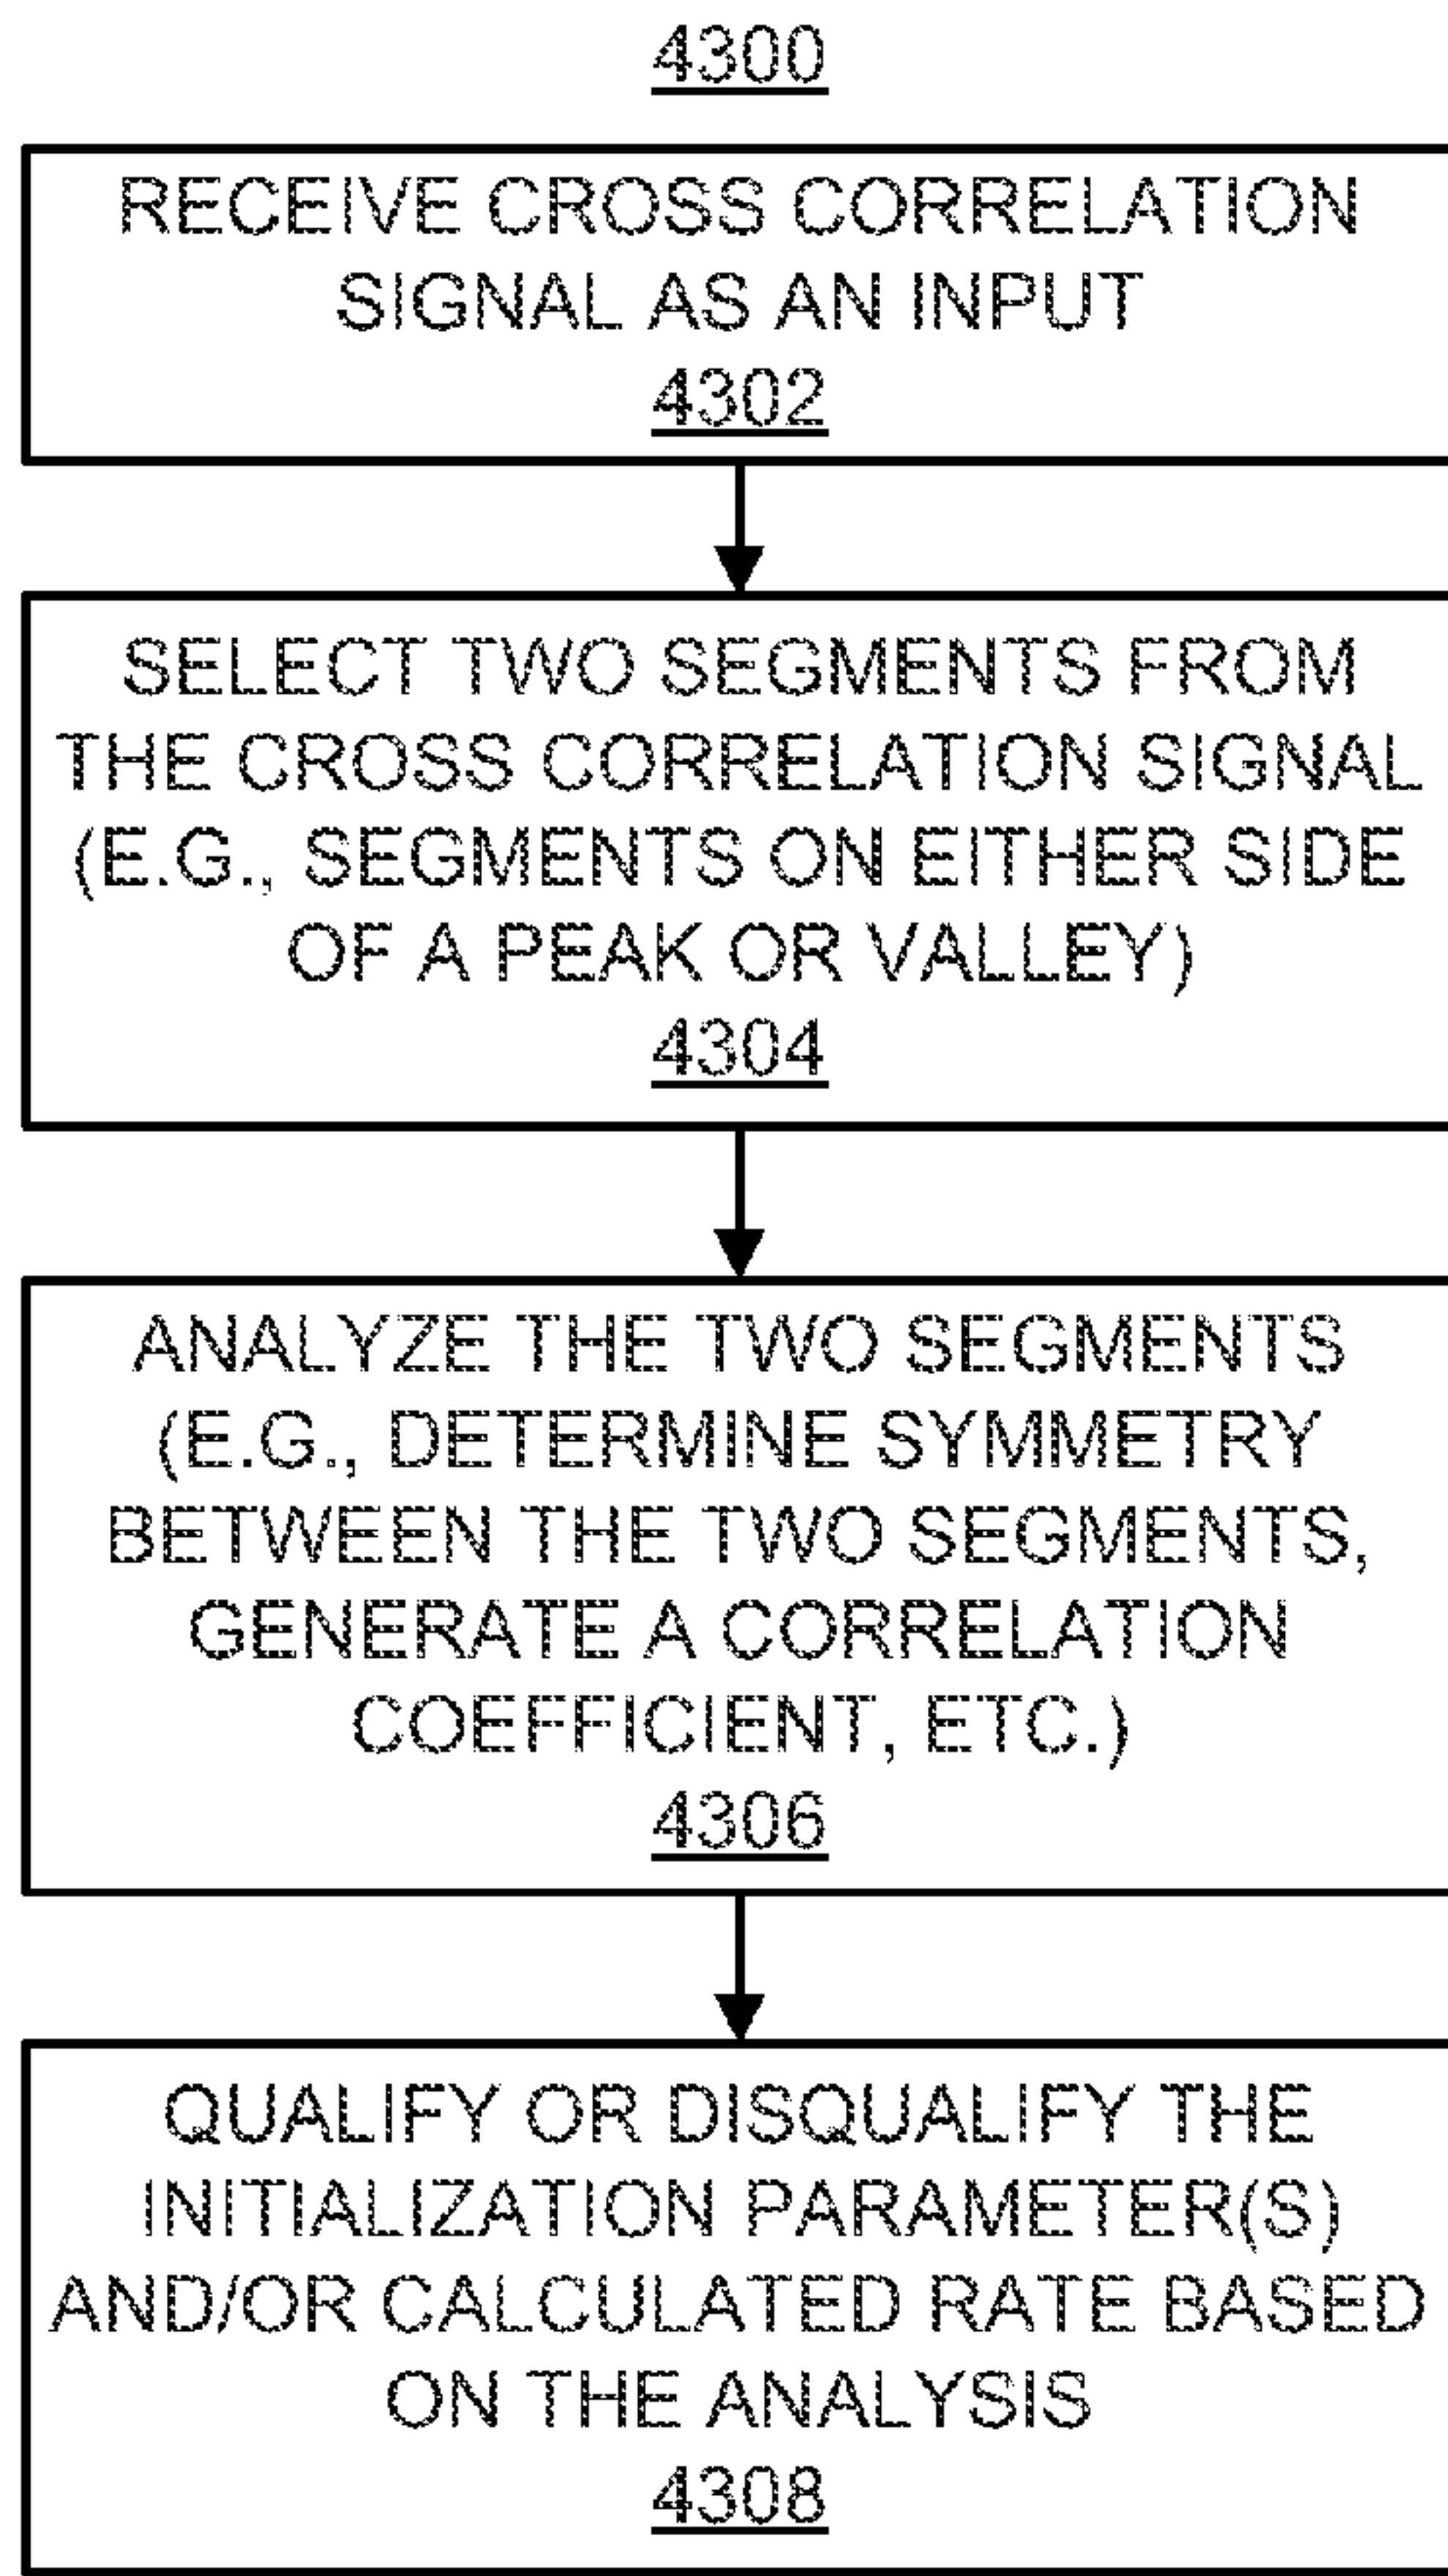 4300
RECEIVE CROSS CORRELATION
SIGNAL AS AN INPUT
4302
SELECT TWO SEGMENTS FROM
THE CROSS CORRELATION SIGNAL
(E.G., SEGMENTS ON EITHER SIDE
OF A PEAK OR VALLEY)
4304
ANALYZE THE TWO SEGMENTS
(E.G., DETERMINE SYMMETRY
BETWEEN THE TWO SEGMENTS,
GENERATE A CORRELATION
COEFFICIENT, ETC.)
4306
QUALIFY OR DISQUALIFY THE
INITIALIZATION PARAMETER(S)
AND/OR CALCULATED RATE BASED
ON THE ANALYSIS
4308